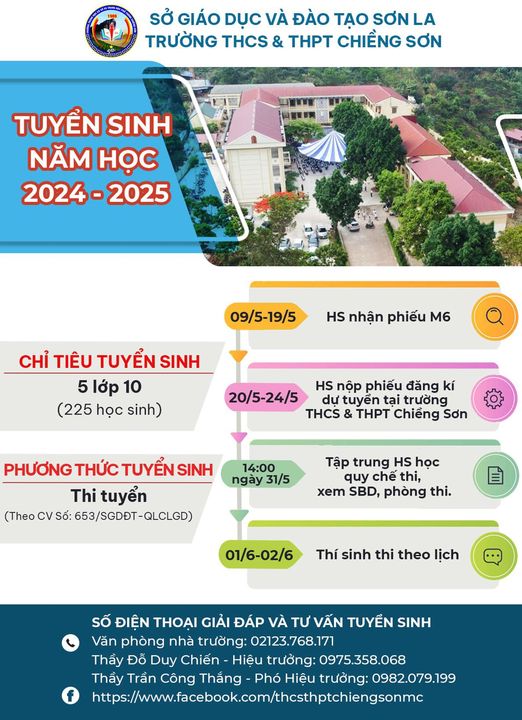 SỞ GIÁO DỤC VÀ ĐÀO TẠO SƠN LA
TRƯỜNG THCS & THPT CHIỀNG SƠN
TUYỂN SINH
NĂM HỌC
2024 - 2025
CHỈ TIÊU TUYỂN SINH
5 lớp 10
(225 học sinh)
PHƯƠNG THỨC TUYỂN SINH
Thi tuyển
(Theo CV Số: 653/SGDĐT-QLCLGD)
09/5-19/5
HS nhận phiếu M6
20/5-24/5
HS nộp phiếu đăng kí
dự tuyển tại trường
THCS & THPT Chiềng Sơn
14:00
ngày 31/5
Tập trung HS học
quy chế thi,
xem SBD, phòng thi.
01/6-02/6
Thí sinh thi theo lịch
SỐ ĐIỆN THOẠI GIẢI ĐÁP VÀ TƯ VẤN TUYỂN SINH
Văn phòng nhà trường: 02123.768.171
Thầy Đỗ Duy Chiến - Hiệu trưởng: 0975.358.068
Thầy Trần Công Thắng - Phó Hiệu trưởng: 0982.079.199
https://www.facebook.com/thcsthptchiengsonmc